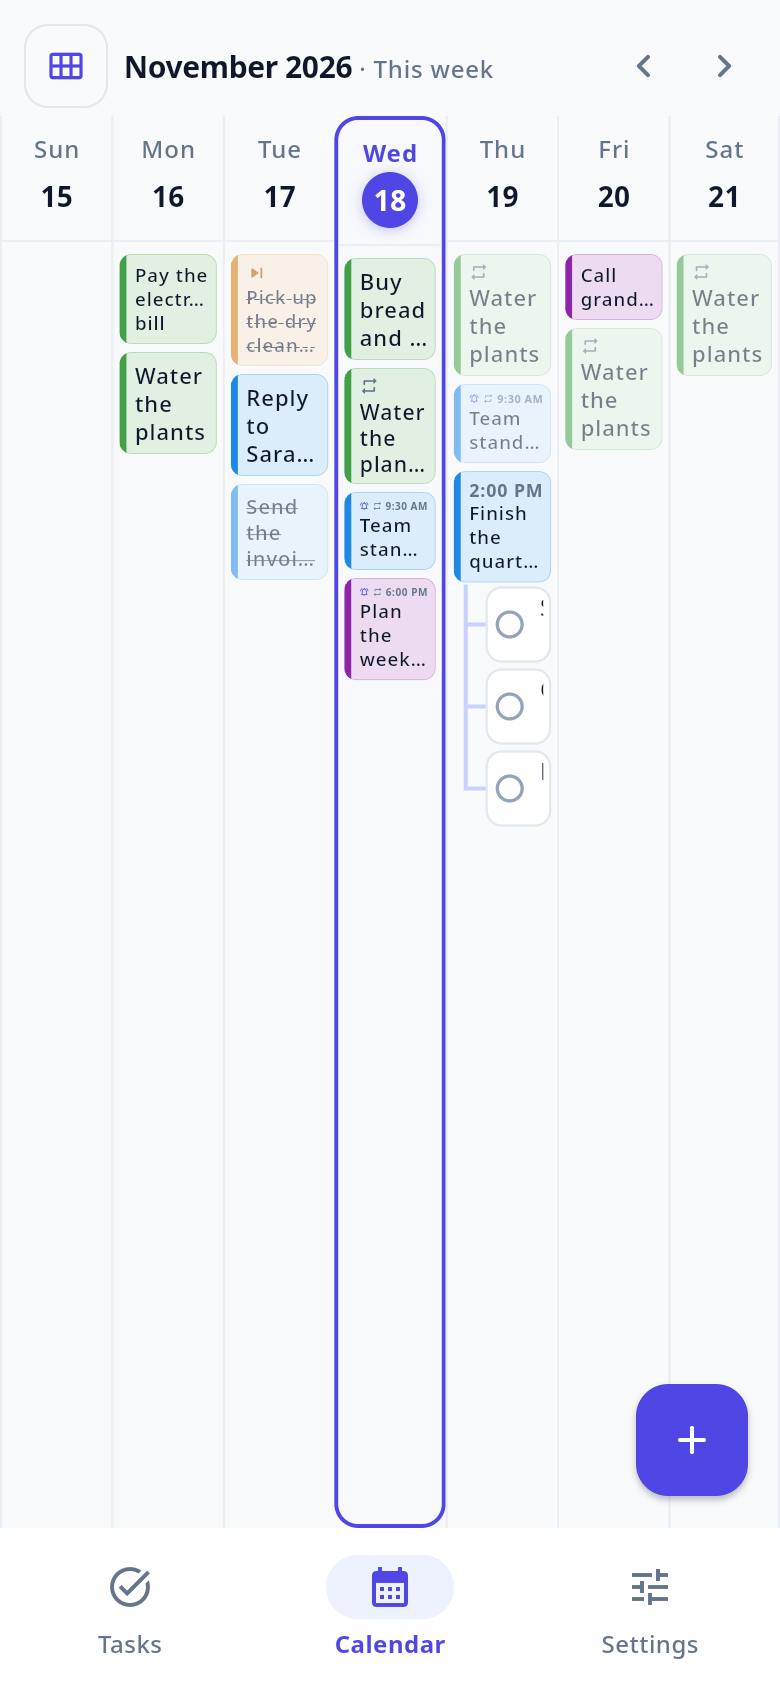 November 2026 · This week
Sun
15
Mon
16
Tue
17
Wed
18
Thu
19
Fri
20
Sat
21
Pay the
electr...
bill
Water
the
plants
Pick up
the dry
clean...
Reply
to
Sara...
Send
the
invoi...
Buy
bread
and ...
Water
the
plan...
9:30 AM
Team
stan...
6:00 PM
Plan
the
week...
Water
the
plants
9:30 AM
Team
stand...
2:00 PM
Finish
the
quart...
Call
grand...
Water
the
plants
Water
the
plants
Tasks
Calendar
Settings